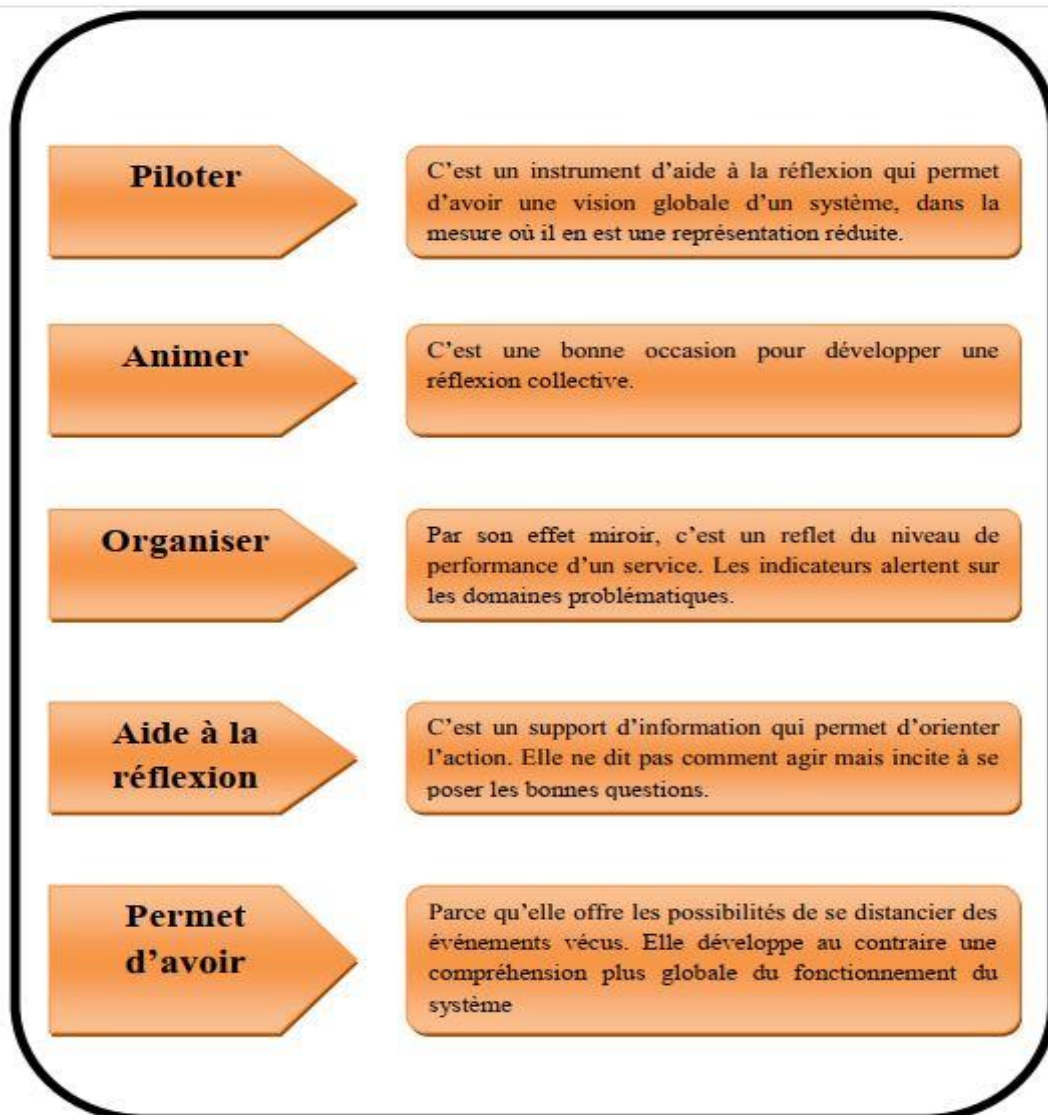 Piloter
C’est un instrument d’aide à la réflexion qui permet
d’avoir une vision globale d’un système, dans la
mesure où il en est une représentation réduite.
Animer
C’est une bonne occasion pour développer une
réflexion collective.
Organiser
Par son effet miroir, c’est un reflet du niveau de
performance d’un service. Les indicateurs alertent sur
les domaines problématiques.
Aide à la
réflexion
C’est un support d’information qui permet d’orienter
l’action. Elle ne dit pas comment agir mais incite à se
poser les bonnes questions.
Permet
d’avoir
Parce qu’elle offre les possibilités de se distancier des
événements vécus. Elle développe au contraire une
compréhension plus globale du fonctionnement du
système